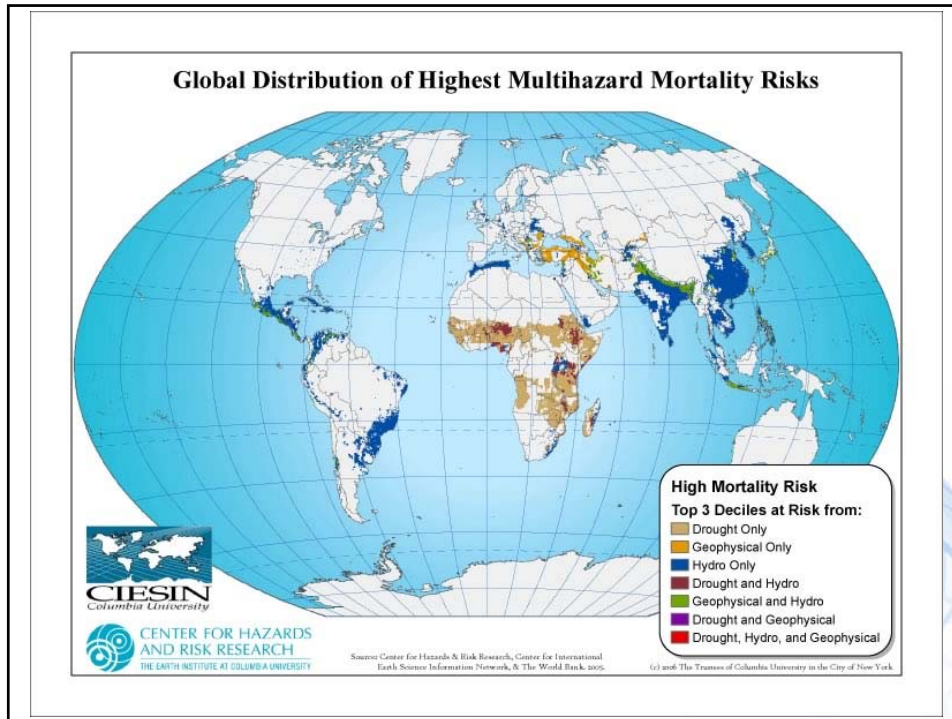 Global Distribution of Highest Multihazard Mortality Risks
High Mortality Risk
Top 3 Deciles at Risk from:
Drought Only
Geophysical Only
Hydro Only
Drought and Hydro
Geophysical and Hydro
Drought and Geophysical
Drought, Hydro, and Geophysical
CIESIN
Columbia University
CENTER FOR HAZARDS
AND RISK RESEARCH
THE EARTH INSTITUTE AT COLUMBIA UNIVERSITY
Source: Center for Hazards & Risk Research, Center for International
Earth Science Information Network, & The World Bank. 2005.
(c) 2006 The Trustees of Columbia University in the City of New York